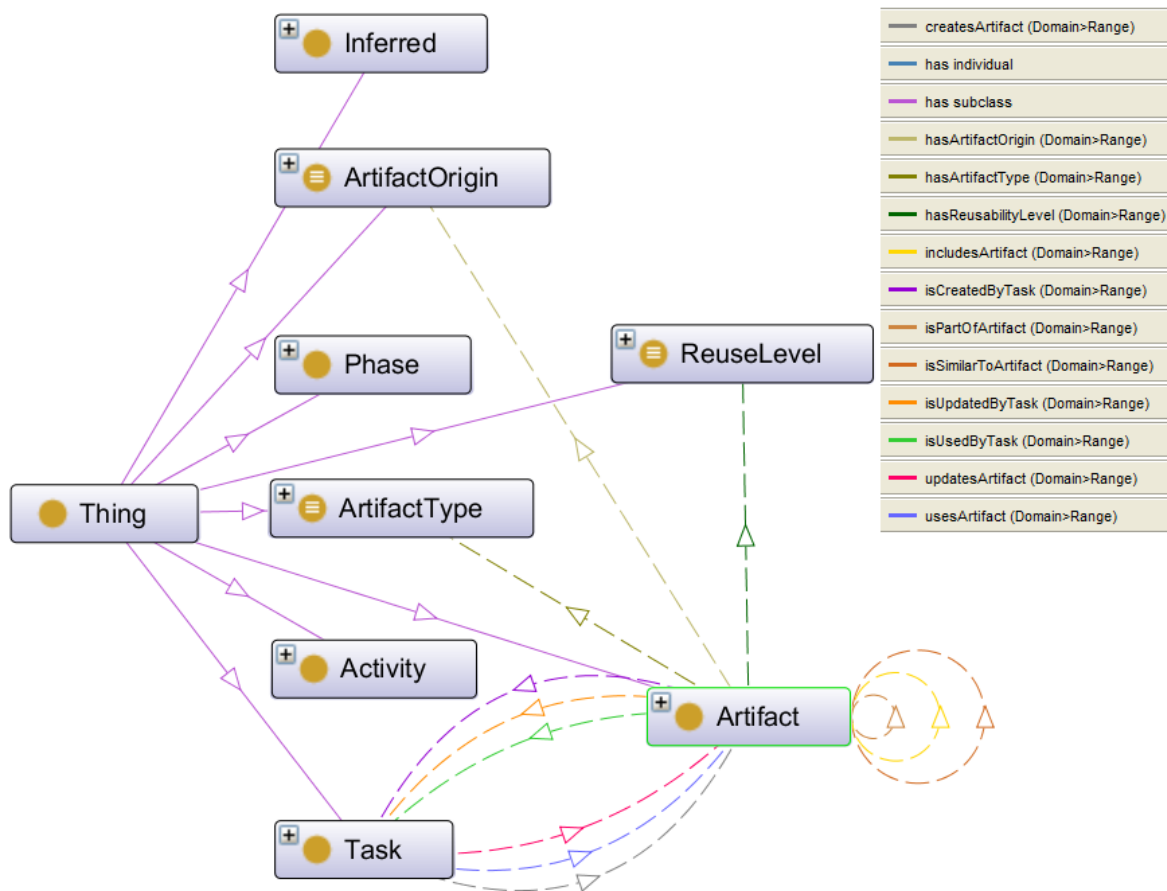 Inferred
ArtifactOrigin
Phase
ReuseLevel
Thing
ArtifactType
Activity
Artifact
Task
createsArtifact (Domain>Range)
has individual
has subclass
hasArtifactOrigin (Domain>Range)
hasArtifactType (Domain>Range)
hasReusabilityLevel (Domain>Range)
includesArtifact (Domain>Range)
isCreatedByTask (Domain>Range)
isPartOfArtifact (Domain>Range)
isSimilarToArtifact (Domain>Range)
isUpdatedByTask (Domain>Range)
isUsedByTask (Domain>Range)
updatesArtifact (Domain>Range)
usesArtifact (Domain>Range)